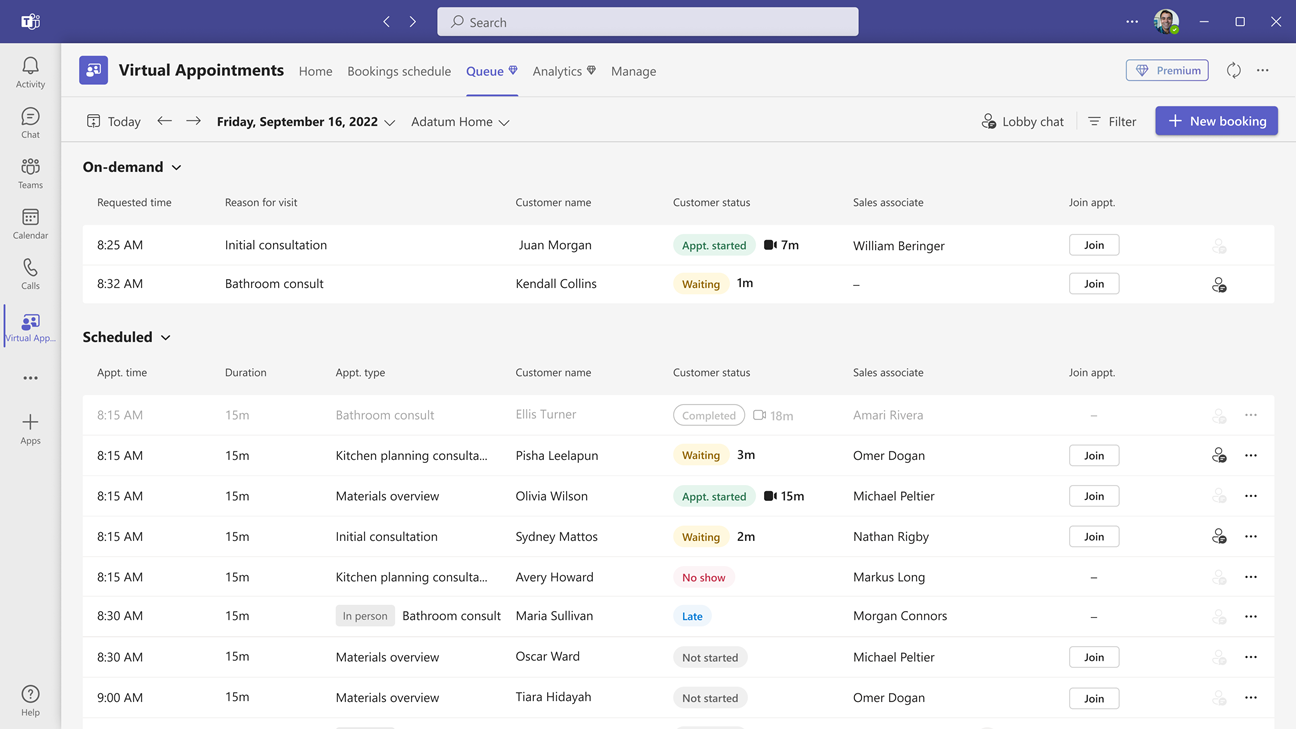 Search
Activity
Chat
Teams
Calendar
Calls
Virtual App...
Apps
Help
Virtual Appointments Home Bookings schedule Queue Analytics Manage Premium
Today Friday, September 16, 2022 Adatum Home Lobby chat Filter New booking
On-demand
Requested time Reason for visit Customer name Customer status Sales associate Join appt.
8:25 AM Initial consultation Juan Morgan Appt. started 7m William Beringer Join
8:32 AM Bathroom consult Kendall Collins Waiting 1m – Join
Scheduled
Appt. time Duration Appt. type Customer name Customer status Sales associate Join appt.
8:15 AM 15m Bathroom consult Ellis Turner Completed 18m Amari Rivera –
8:15 AM 15m Kitchen planning consulta... Pisha Leelapun Waiting 3m Omer Dogan Join
8:15 AM 15m Materials overview Olivia Wilson Appt. started 15m Michael Peltier Join
8:15 AM 15m Initial consultation Sydney Mattos Waiting 2m Nathan Rigby Join
8:15 AM 15m Kitchen planning consulta... Avery Howard No show Markus Long –
8:30 AM 15m In person Bathroom consult Maria Sullivan Late Morgan Connors –
8:30 AM 15m Materials overview Oscar Ward Not started Michael Peltier Join
9:00 AM 15m Materials overview Tiara Hidayah Not started Omer Dogan Join